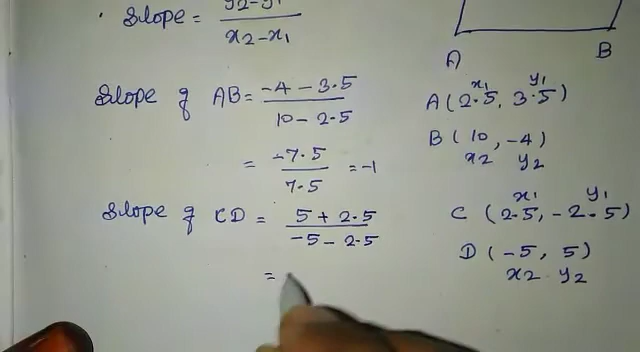 Slope = y2-y1 / x2-x1
A B
Slope of AB = -4 - 3.5 / 10 - 2.5
A (2.5, 3.5)
x1 y1
= -7.5 / 7.5 = -1
B (10, -4)
x2 y2
Slope of CD = 5 + 2.5 / -5 - 2.5
x1 y1
C (2.5, -2.5)
D (-5, 5)
x2 y2
=